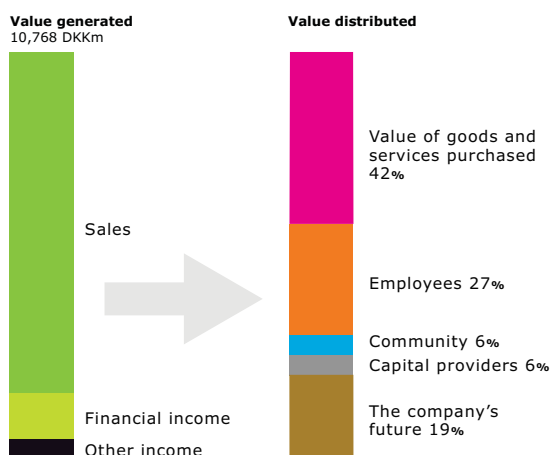 Value generated
10,768 DKKm
Sales
Financial income
Other income
Value distributed
Value of goods and
services purchased
42%
Employees 27%
Community 6%
Capital providers 6%
The company’s
future 19%